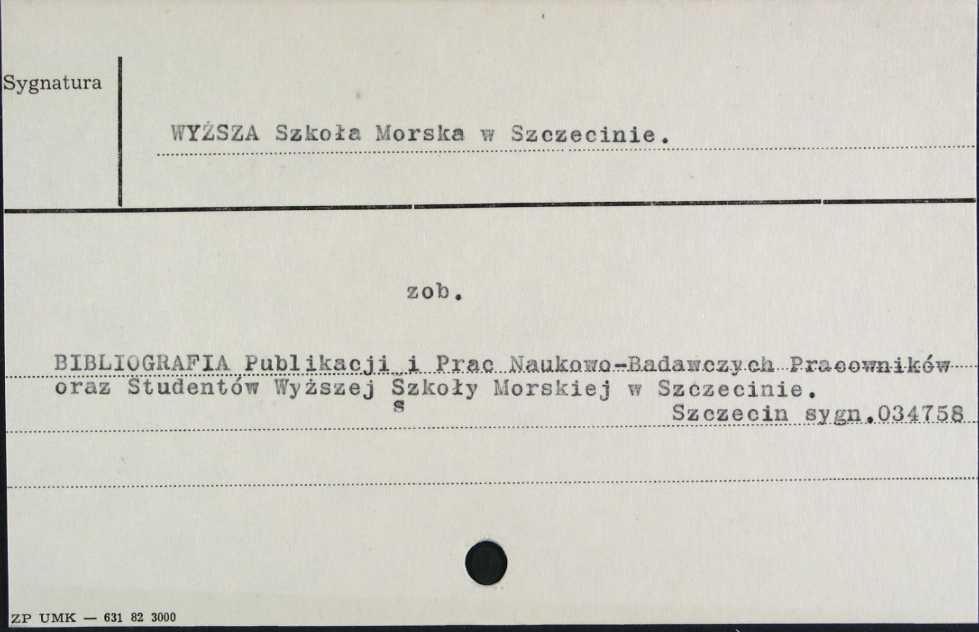 Sygnatura
WYŻSZA Szkoła Morska w Szczecinie.
zob.
BIBLIOGRAFIA Publikacji i Prac Naukowo-Badawczych Pracowników
oraz Studentów Wyższej Szkoły Morskiej w Szczecinie.
s
Szczecin sygn.034758
ZP UMK — 631 82 3000